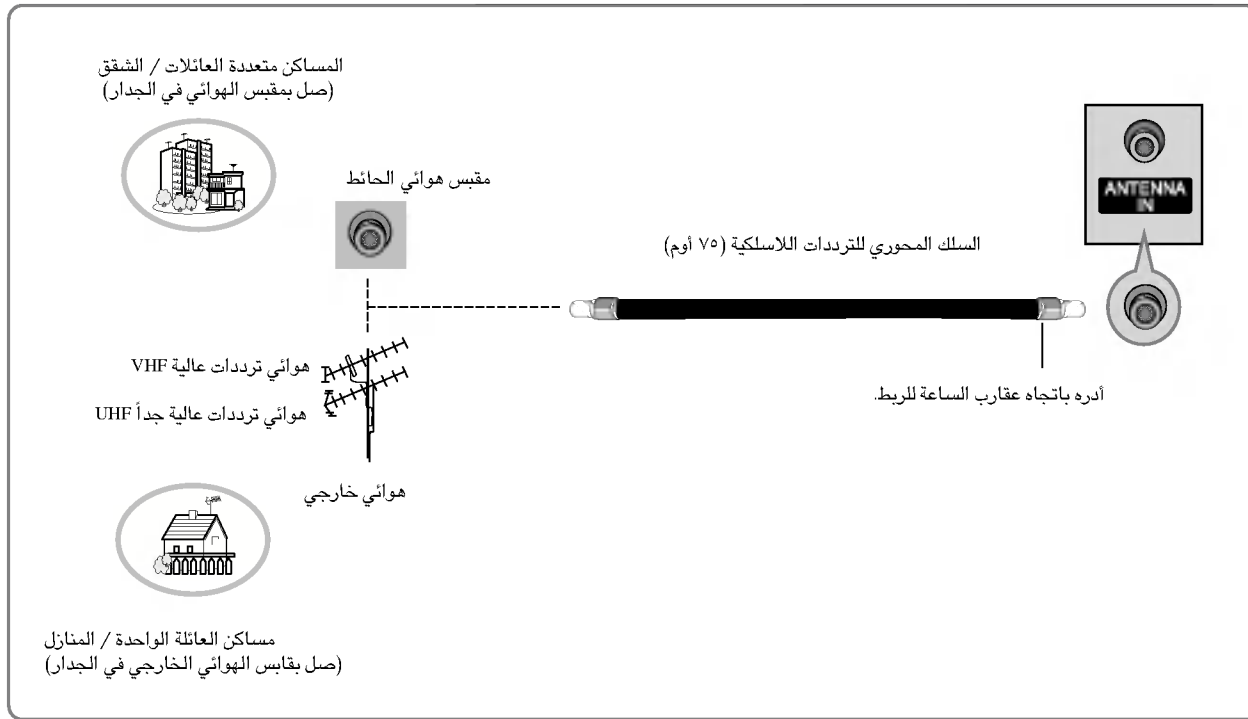 المساكن متعددة العائلات / الشقق
(صل بمقبس الهوائي في الجدار)
مقبس هوائي الحائط
ANTENNA
IN
السلك المحوري للترددات اللاسلكية (٧٥ أوم)
هوائي ترددات عالية VHF
هوائي ترددات عالية جداً UHF
أدره باتجاه عقارب الساعة للربط.
هوائي خارجي
مساكن العائلة الواحدة / المنازل
(صل بقابس الهوائي الخارجي في الجدار)